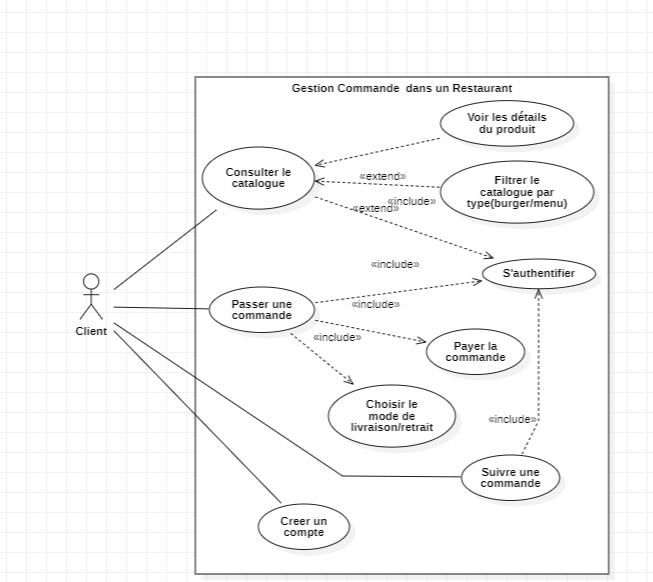 Gestion Commande  dans un Restaurant
Voir les détails
du produit
Consulter le
catalogue
«extend»
Filtrer le
catalogue par
type(burger/menu)
«include»
«extend»
«include»
S'authentifier
Passer une
commande
«include»
Client
«include»
Payer la
commande
Choisir le
mode de
livraison/retrait
«include»
Suivre une
commande
Creer un
compte